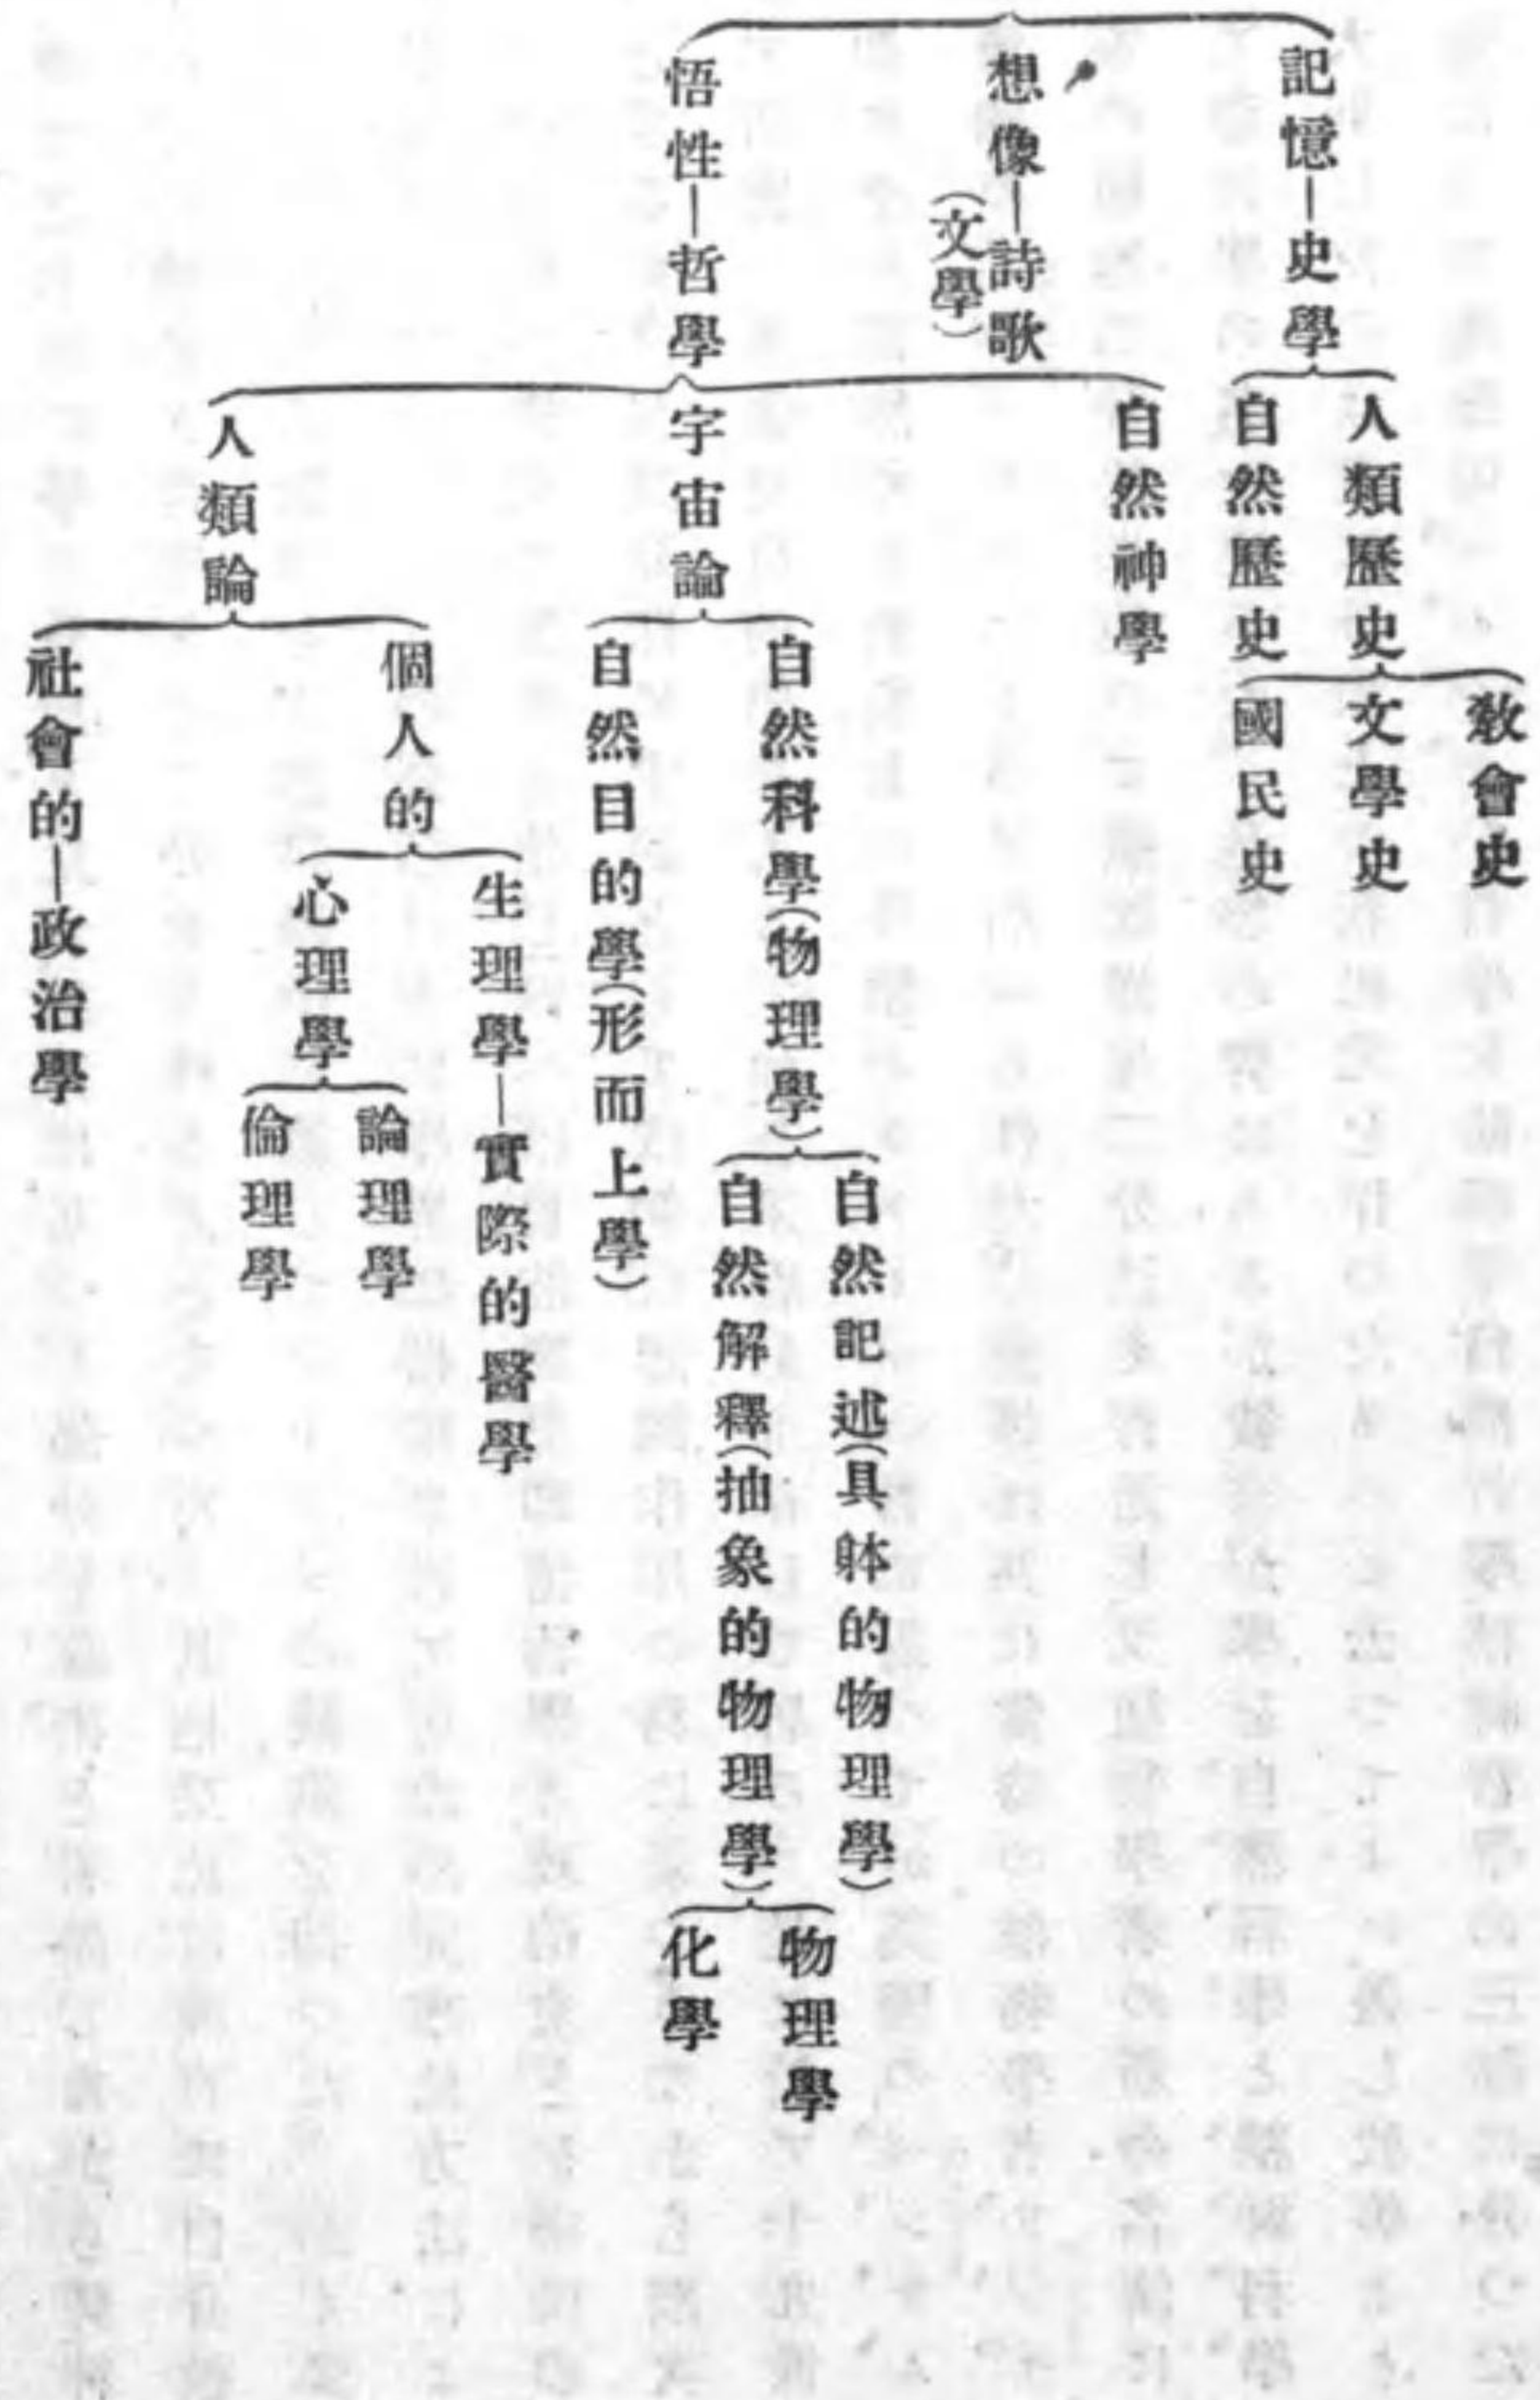 記憶―史學
人類歷史
敎會史
文學史
國民史
自然歷史
想像―詩歌
(文學)
悟性―哲學
自然神學
宇宙論
自然科學(物理學)
自然記述(具躰的物理學)
自然解釋(抽象的物理學)
物理學
化學
自然目的學(形而上學)
人類論
個人的
生理學―實際的醫學
心理學
論理學
倫理學
社會的―政治學